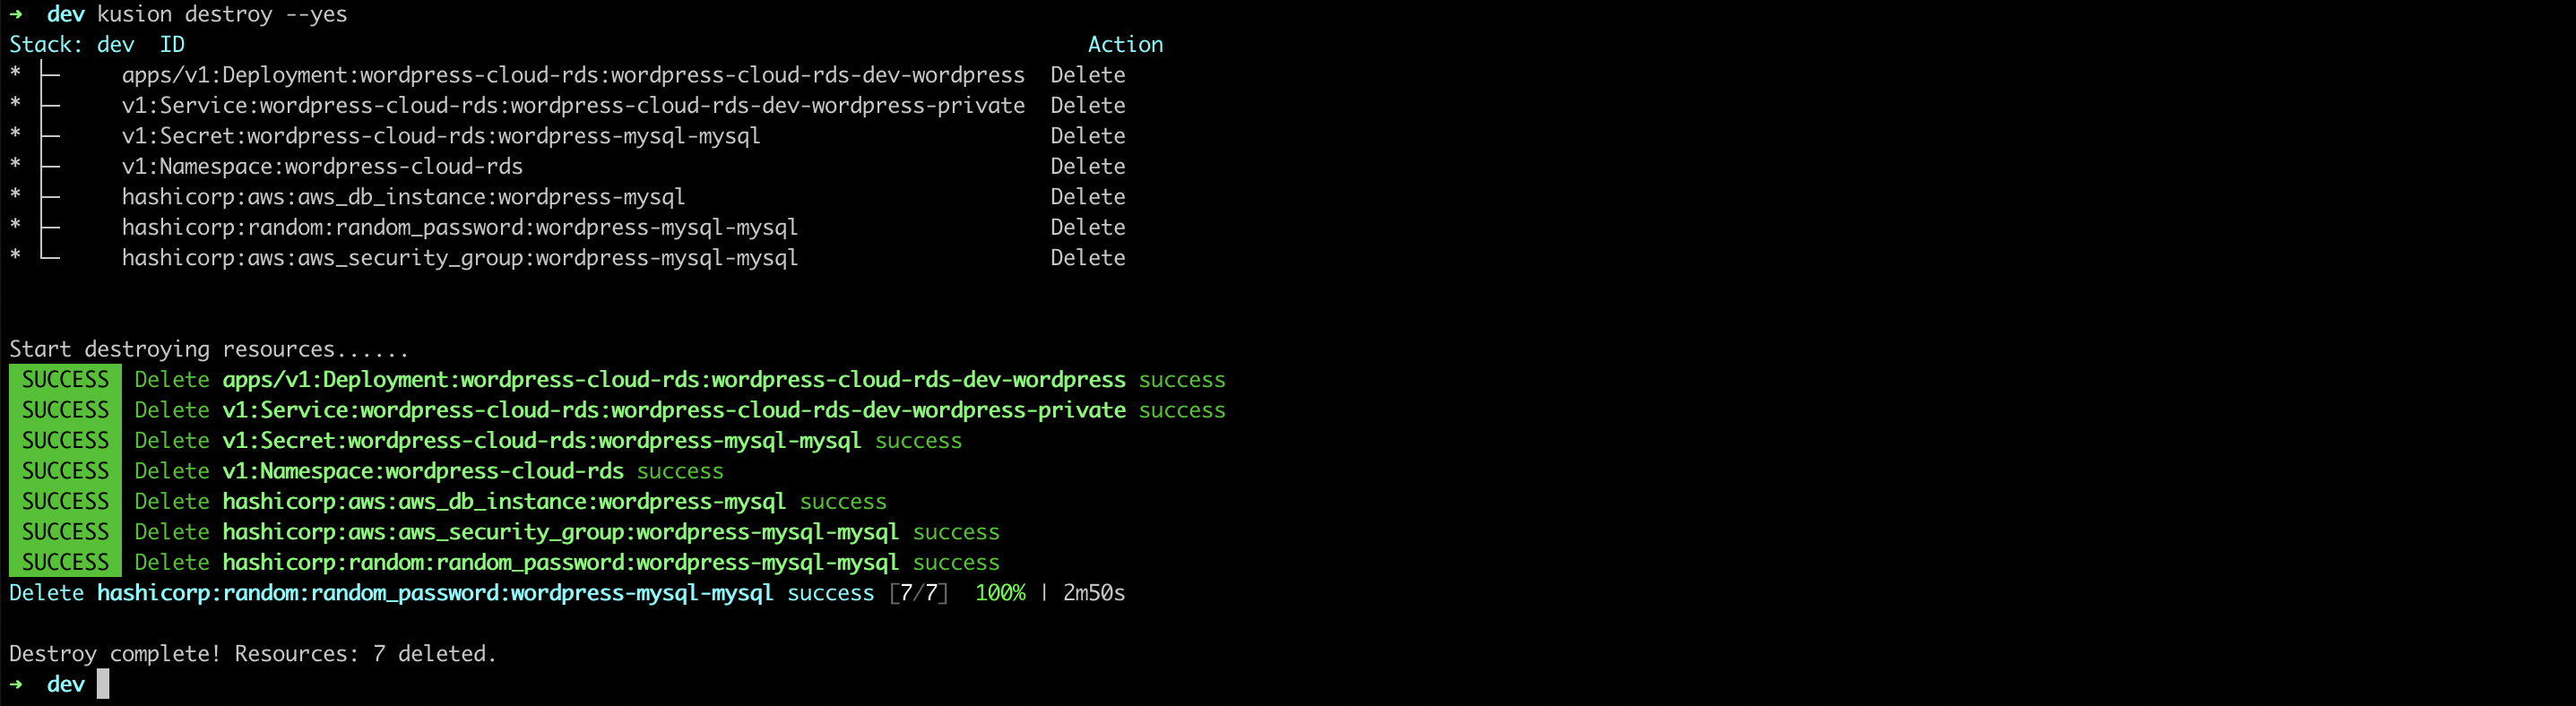 ➜  dev kusion destroy --yes
Stack: dev  ID                                                                        Action
* ├─     apps/v1:Deployment:wordpress-cloud-rds:wordpress-cloud-rds-dev-wordpress  Delete
* ├─     v1:Service:wordpress-cloud-rds:wordpress-cloud-rds-dev-wordpress-private  Delete
* ├─     v1:Secret:wordpress-cloud-rds:wordpress-mysql-mysql                       Delete
* ├─     v1:Namespace:wordpress-cloud-rds                                          Delete
* ├─     hashicorp:aws:aws_db_instance:wordpress-mysql                             Delete
* ├─     hashicorp:random:random_password:wordpress-mysql-mysql                    Delete
* └─     hashicorp:aws:aws_security_group:wordpress-mysql-mysql                    Delete
Start destroying resources......
SUCCESS  Delete apps/v1:Deployment:wordpress-cloud-rds:wordpress-cloud-rds-dev-wordpress success
SUCCESS  Delete v1:Service:wordpress-cloud-rds:wordpress-cloud-rds-dev-wordpress-private success
SUCCESS  Delete v1:Secret:wordpress-cloud-rds:wordpress-mysql-mysql success
SUCCESS  Delete v1:Namespace:wordpress-cloud-rds success
SUCCESS  Delete hashicorp:aws:aws_db_instance:wordpress-mysql success
SUCCESS  Delete hashicorp:aws:aws_security_group:wordpress-mysql-mysql success
SUCCESS  Delete hashicorp:random:random_password:wordpress-mysql-mysql success
Delete hashicorp:random:random_password:wordpress-mysql-mysql success [7/7]  100% | 2m50s
Destroy complete! Resources: 7 deleted.
➜  dev